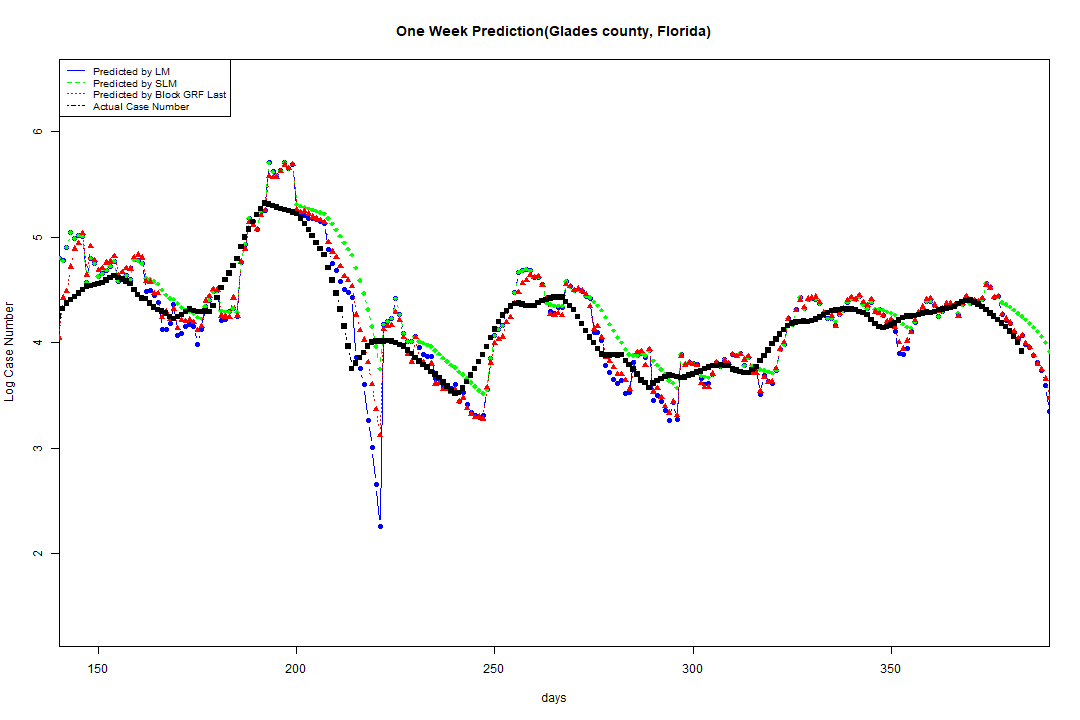 One Week Prediction(Glades county, Florida)
Predicted by LM
Predicted by SLM
Predicted by Block GRF Last
Actual Case Number
6
5
4
3
2
Log Case Number
150 200 250 300 350
days